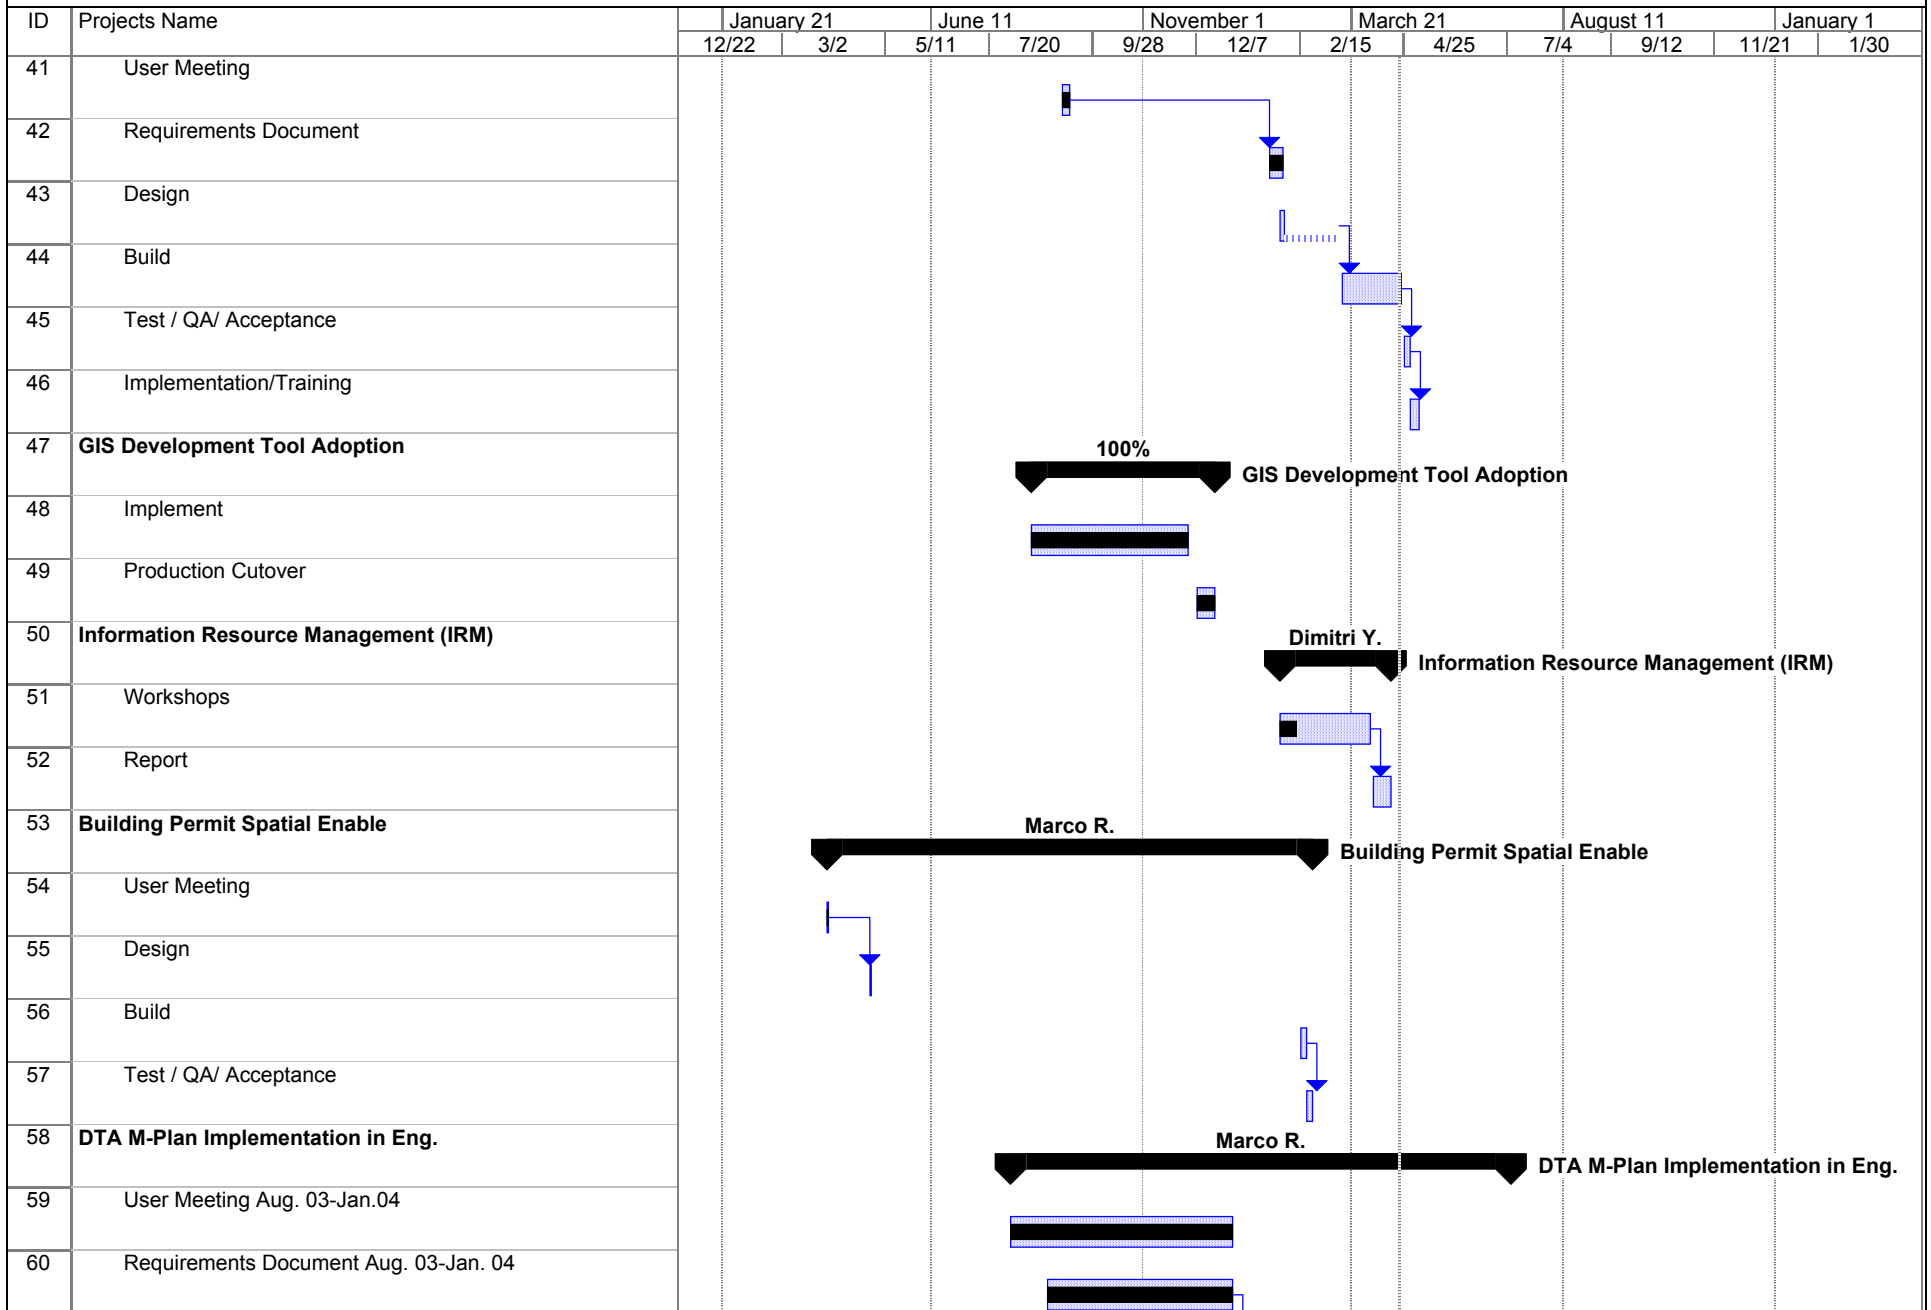 ID Projects Name January 21 June 11 November 1 March 21 August 11 January 1
12/22 3/2 5/11 7/20 9/28 12/7 2/15 4/25 7/4 9/12 11/21 1/30
41 User Meeting
42 Requirements Document
43 Design
44 Build
45 Test / QA/ Acceptance
46 Implementation/Training
47 GIS Development Tool Adoption 100%
GIS Development Tool Adoption
48 Implement
49 Production Cutover
50 Information Resource Management (IRM) Dimitri Y.
Information Resource Management (IRM)
51 Workshops
52 Report
53 Building Permit Spatial Enable Marco R.
Building Permit Spatial Enable
54 User Meeting
55 Design
56 Build
57 Test / QA/ Acceptance
58 DTA M-Plan Implementation in Eng. Marco R.
DTA M-Plan Implementation in Eng.
59 User Meeting Aug. 03-Jan.04
60 Requirements Document Aug. 03-Jan. 04